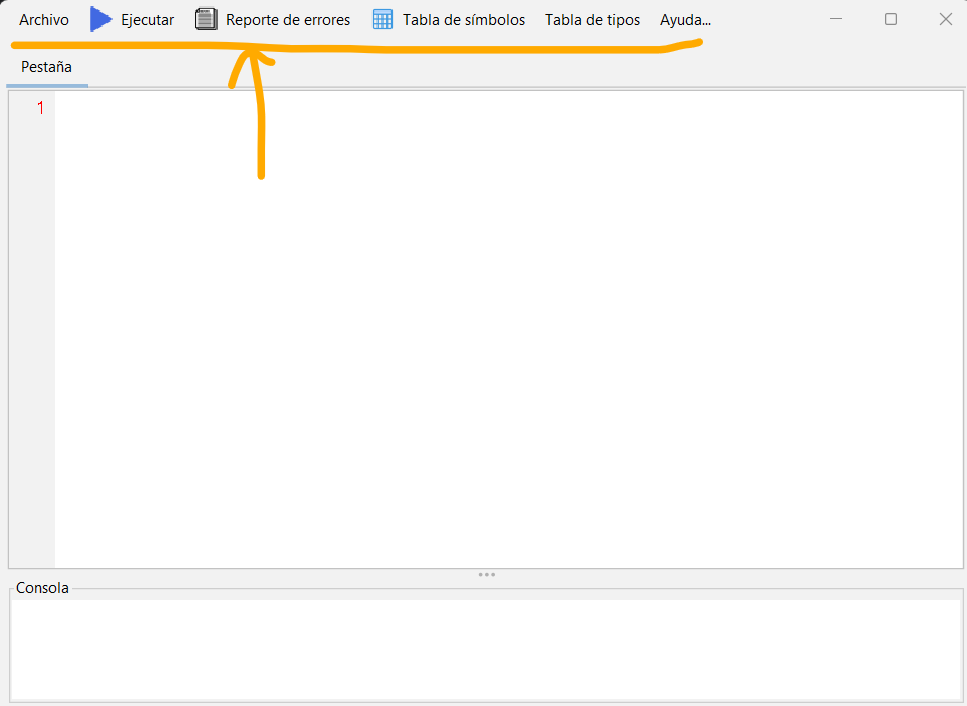 Archivo Ejecutar Reporte de errores Tabla de símbolos Tabla de tipos Ayuda...
Pestaña
1
Consola